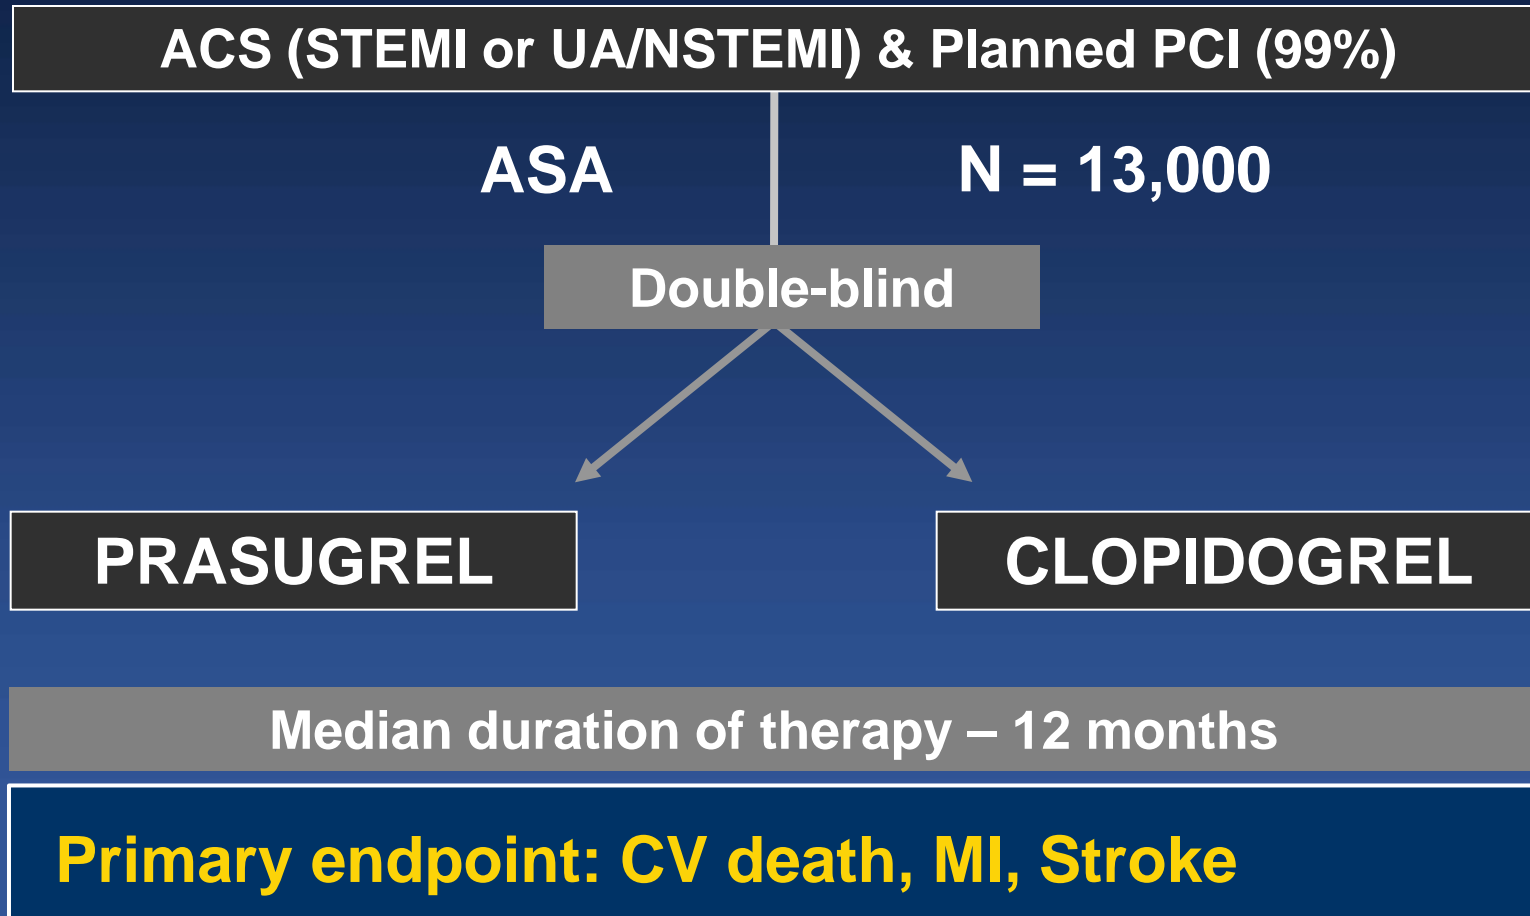 ACS (STEMI or UA/NSTEMI) & Planned PCI (99%)
ASA
N = 13,000
Double-blind
PRASUGREL
CLOPIDOGREL
Median duration of therapy – 12 months
Primary endpoint: CV death, MI, Stroke